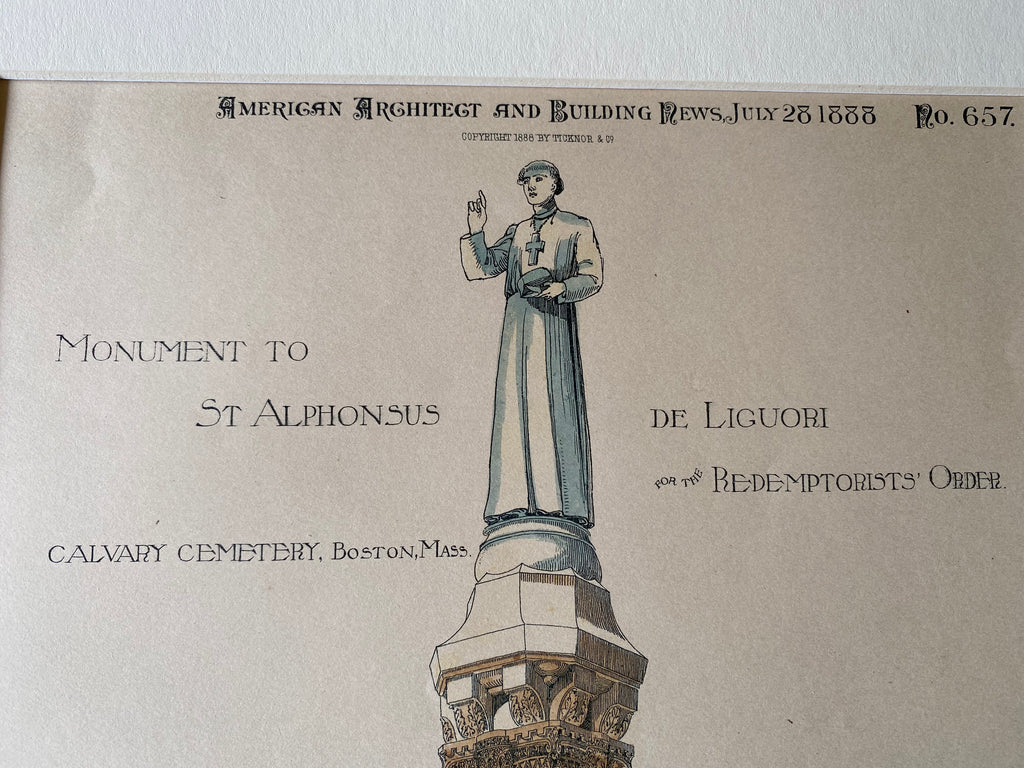 American Architect and Building News, July 28 1888 No. 657.
COPYRIGHT 1888 BY TICKNOR & Co
MONUMENT TO
ST ALPHONSUS DE LIGUORI
FOR THE REDEMPTORISTS' ORDER.
CALVARY CEMETERY, BOSTON, MASS.